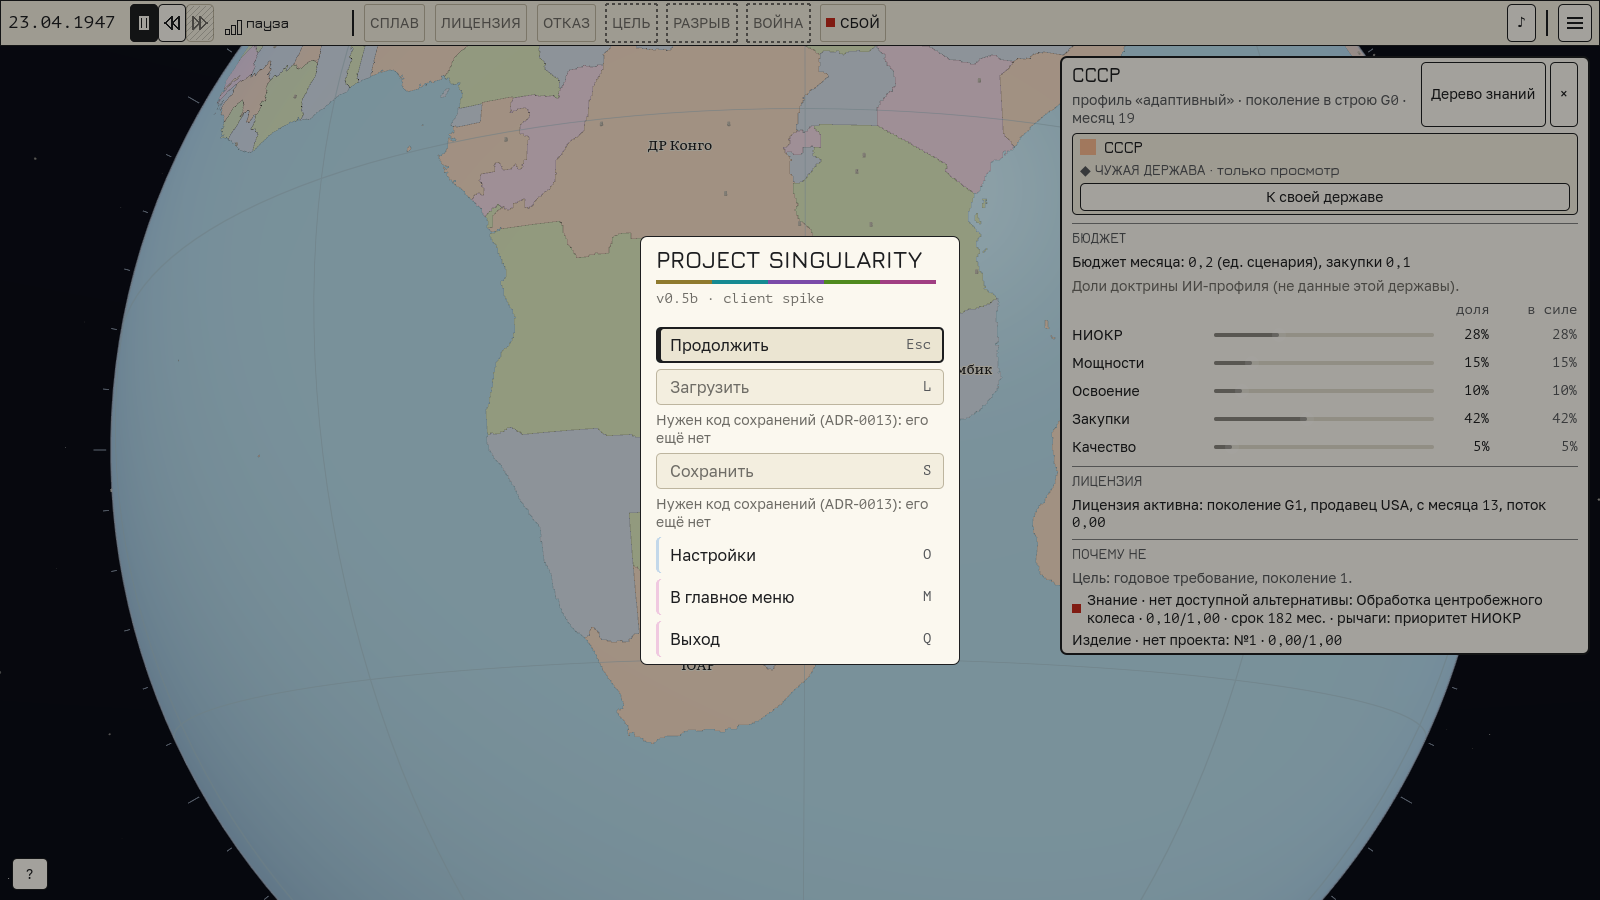 23.04.1947
пауза
СПЛАВ
ЛИЦЕНЗИЯ
ОТКАЗ
ЦЕЛЬ
РАЗРЫВ
ВОЙНА
СБОЙ
♪
ДР Конго
мбик
ЮАР
PROJECT SINGULARITY
v0.5b · client spike
Продолжить Esc
Загрузить L
Нужен код сохранений (ADR-0013): его
ещё нет
Сохранить S
Нужен код сохранений (ADR-0013): его
ещё нет
Настройки O
В главное меню M
Выход Q
СССР
профиль «адаптивный» · поколение в строю G0 ·
месяц 19
Дерево знаний
×
СССР
◆ ЧУЖАЯ ДЕРЖАВА · только просмотр
К своей державе
БЮДЖЕТ
Бюджет месяца: 0,2 (ед. сценария), закупки 0,1
Доли доктрины ИИ-профиля (не данные этой державы).
доля в силе
НИОКР 28% 28%
Мощности 15% 15%
Освоение 10% 10%
Закупки 42% 42%
Качество 5% 5%
ЛИЦЕНЗИЯ
Лицензия активна: поколение G1, продавец USA, с месяца 13, поток
0,00
ПОЧЕМУ НЕ
Цель: годовое требование, поколение 1.
Знание · нет доступной альтернативы: Обработка центробежного
колеса · 0,10/1,00 · срок 182 мес. · рычаги: приоритет НИОКР
Изделие · нет проекта: №1 · 0,00/1,00
?